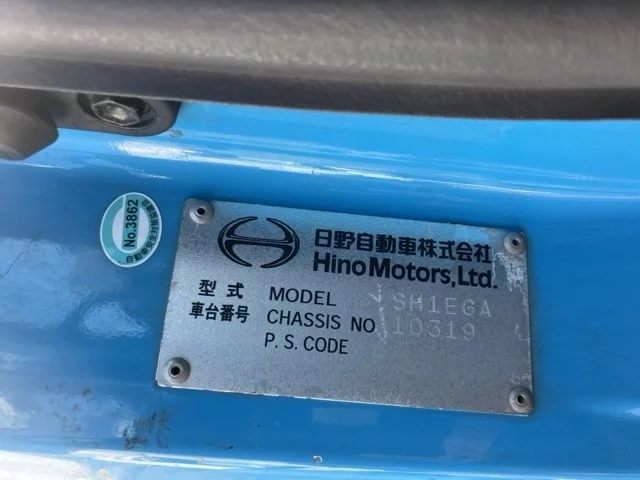 No.3862
日野自動車株式会社
Hino Motors, Ltd.
型式 MODEL SH1EGA
車台番号 CHASSIS NO 10319
P.S.CODE